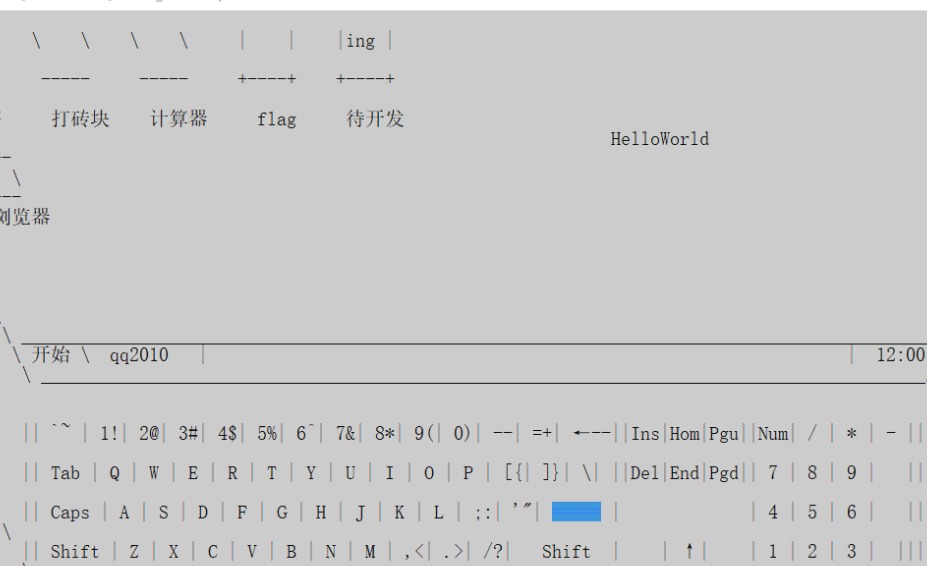 \ \ \ \ | | |ing |
----- ----- +----+ +----+
打砖块 计算器 flag 待开发
HelloWorld
--
\
---
浏览器
\
\ 开始 \ qq2010 | | 12:00
\
|| `~ | 1!| 2@| 3#| 4$| 5%| 6^| 7&| 8*| 9(| 0)| --| =+| ←--||Ins|Hom|Pgu||Num| / | * | - ||
|| Tab | Q | W | E | R | T | Y | U | I | O | P | [{| ]}| \| ||Del|End|Pgd|| 7 | 8 | 9 | ||
|| Caps | A | S | D | F | G | H | J | K | L | ;:| '"| | | 4 | 5 | 6 | ||
\
|| Shift | Z | X | C | V | B | N | M | ,<| .>| /?| Shift | | ↑| | 1 | 2 | 3 | |||